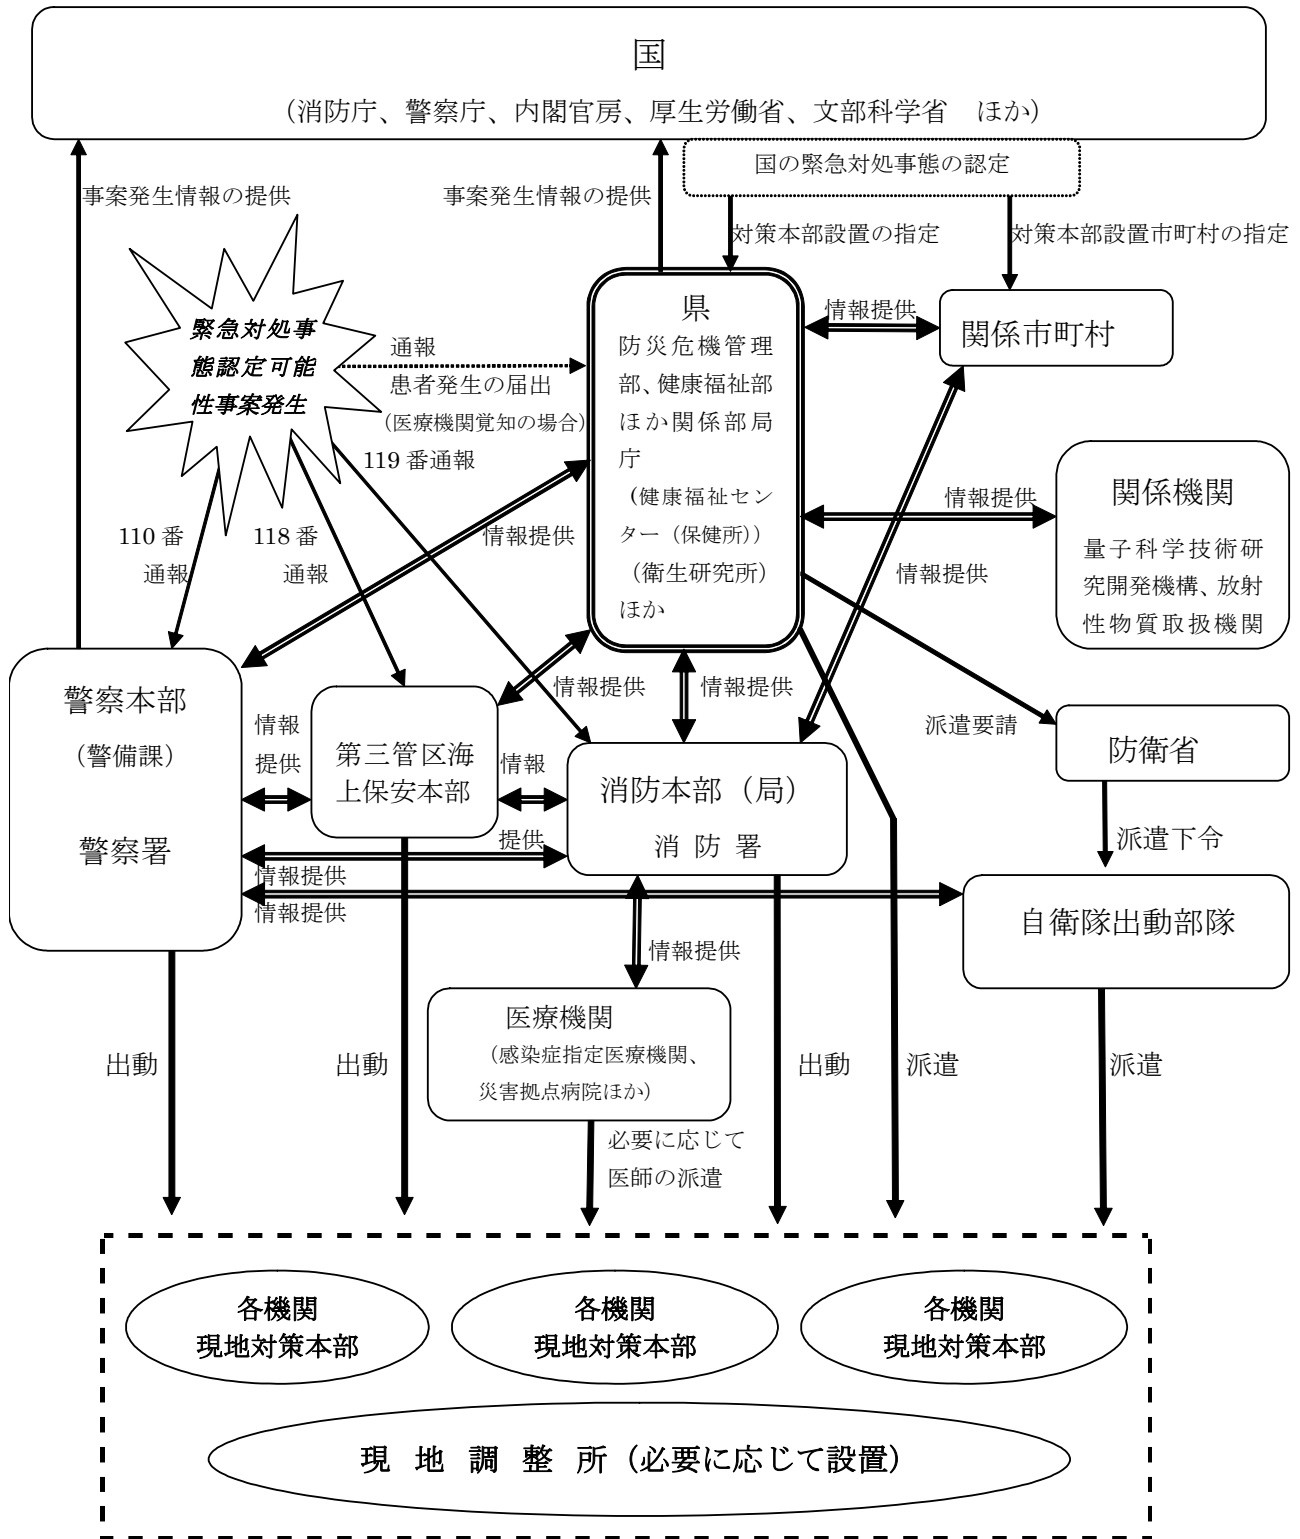 国
（消防庁、警察庁、内閣官房、厚生労働省、文部科学省　ほか）
国の緊急対処事態の認定
事案発生情報の提供
事案発生情報の提供
対策本部設置の指定
対策本部設置市町村の指定
緊急対処事
態認定可能
性事案発生
通報
患者発生の届出
（医療機関覚知の場合）
119 番通報
県
防災危機管理
部、健康福祉部
ほか関係部局
庁
（健康福祉セン
ター（保健所））
（衛生研究所）
ほか
情報提供
関係市町村
情報提供
関係機関
量子科学技術研
究開発機構、放射
性物質取扱機関
110 番
通報
118 番
通報
情報提供
情報提供
情報提供
情報提供
派遣要請
防衛省
派遣下令
警察本部
（警備課）
警察署
情報
提供
第三管区海
上保安本部
情報
提供
消防本部（局）
消 防 署
情報提供
情報提供
自衛隊出動部隊
情報提供
医療機関
（感染症指定医療機関、
災害拠点病院ほか）
出動
出動
出動
派遣
派遣
必要に応じて
医師の派遣
各機関
現地対策本部
各機関
現地対策本部
各機関
現地対策本部
現 地 調 整 所（必要に応じて設置）